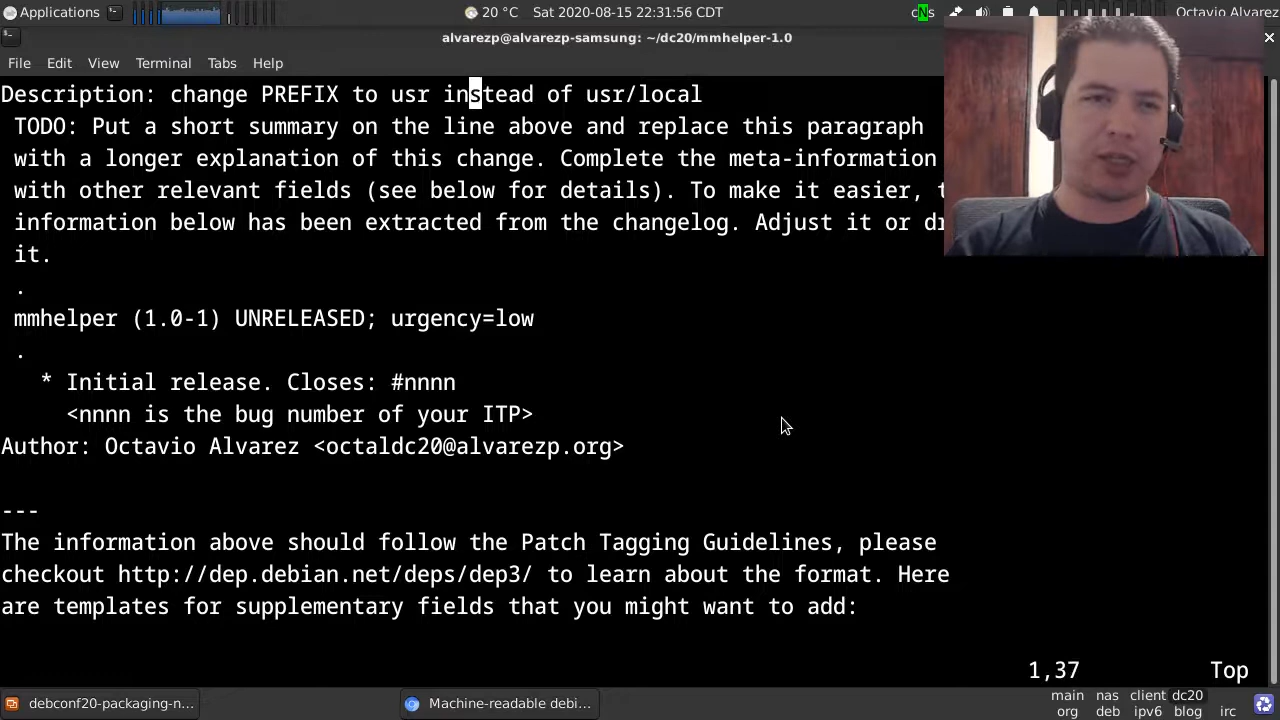 Applications
20 °C
Sat 2020-08-15 22:31:56 CDT
Octavio Alvarez
alvarezp@alvarezp-samsung: ~/dc20/mmhelper-1.0
File Edit View Terminal Tabs Help
Description: change PREFIX to usr instead of usr/local
TODO: Put a short summary on the line above and replace this paragraph
with a longer explanation of this change. Complete the meta-information
with other relevant fields (see below for details). To make it easier, t
information below has been extracted from the changelog. Adjust it or dr
it.
.
mmhelper (1.0-1) UNRELEASED; urgency=low
.
* Initial release. Closes: #nnnn
<nnnn is the bug number of your ITP>
Author: Octavio Alvarez <octaldc20@alvarezp.org>
---
The information above should follow the Patch Tagging Guidelines, please
checkout http://dep.debian.net/deps/dep3/ to learn about the format. Here
are templates for supplementary fields that you might want to add:
1,37 Top
debconf20-packaging-n...
Machine-readable debi...
main nas client dc20
org deb ipv6 blog irc